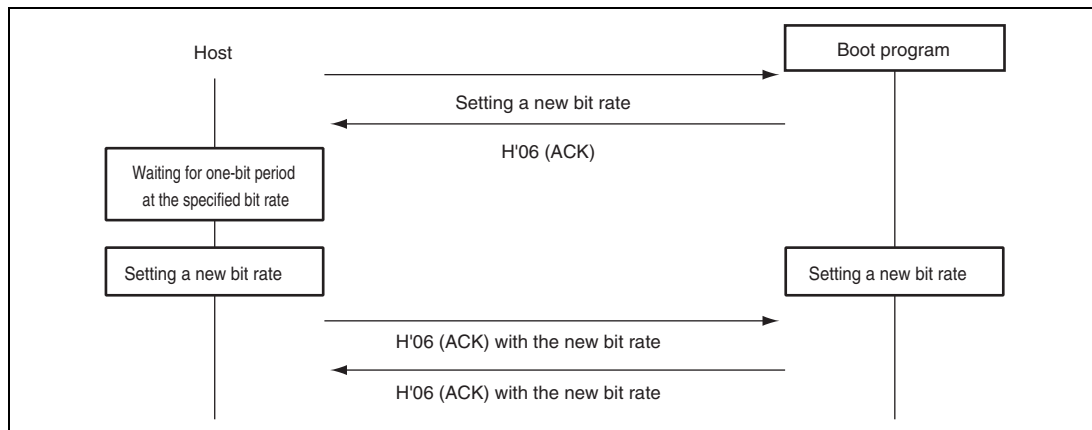 Host
Boot program
Setting a new bit rate
H'06 (ACK)
Waiting for one-bit period
at the specified bit rate
Setting a new bit rate
Setting a new bit rate
H'06 (ACK) with the new bit rate
H'06 (ACK) with the new bit rate